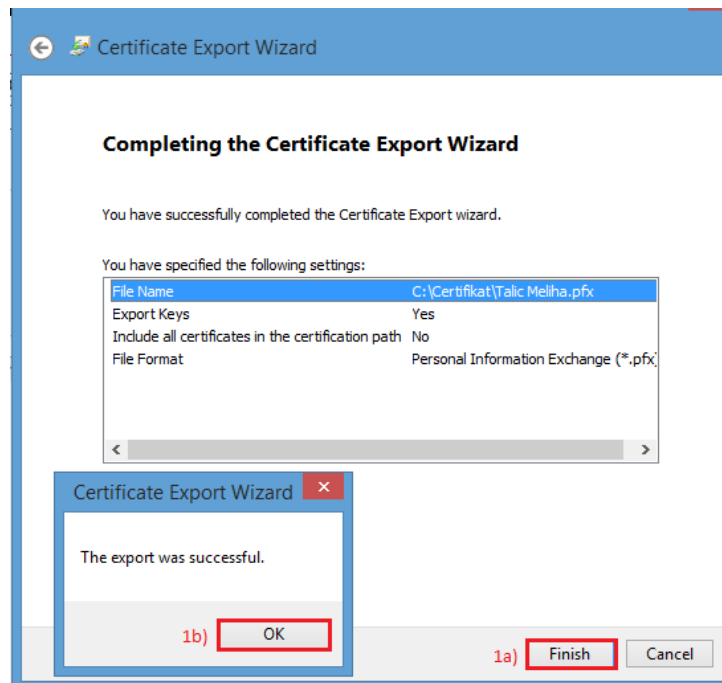 Certificate Export Wizard
Completing the Certificate Export Wizard
You have successfully completed the Certificate Export wizard.
You have specified the following settings:
File Name C:\Certifikat\Talic Meliha.pfx
Export Keys Yes
Include all certificates in the certification path No
File Format Personal Information Exchange (*.pfx)
Certificate Export Wizard
The export was successful.
1b) OK
1a) Finish Cancel